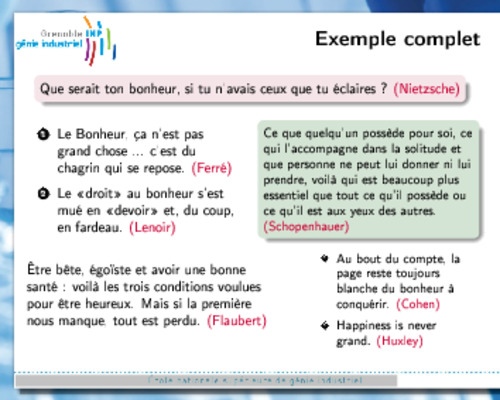 Grenoble INP
génie industriel
Exemple complet
Que serait ton bonheur, si tu n'avais ceux que tu éclaires ? (Nietzsche)
1 Le Bonheur, ça n'est pas
grand chose ... c'est du
chagrin qui se repose. (Ferré)
2 Le «droit» au bonheur s'est
mué en «devoir» et, du coup,
en fardeau. (Lenoir)
Être bête, égoïste et avoir une bonne
santé : voilà les trois conditions voulues
pour être heureux. Mais si la première
nous manque, tout est perdu. (Flaubert)
Ce que quelqu'un possède pour soi, ce
qui l'accompagne dans la solitude et
que personne ne peut lui donner ni lui
prendre, voilà qui est beaucoup plus
essentiel que tout ce qu'il possède ou
ce qu'il est aux yeux des autres.
(Schopenhauer)
Au bout du compte, la
page reste toujours
blanche du bonheur à
conquérir. (Cohen)
Happiness is never
grand. (Huxley)
École nationale supérieure de génie industriel